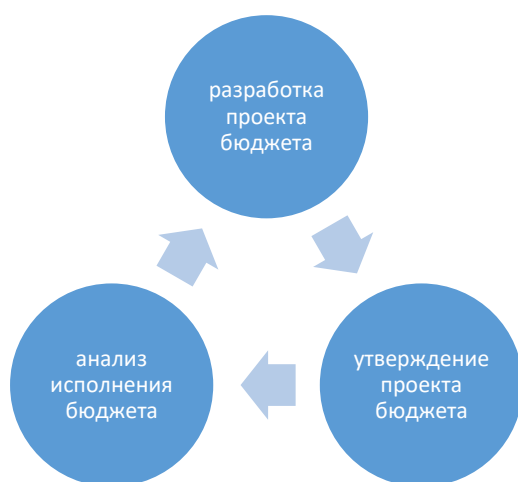 разработка
проекта
бюджета
утверждение
проекта
бюджета
анализ
исполнения
бюджета